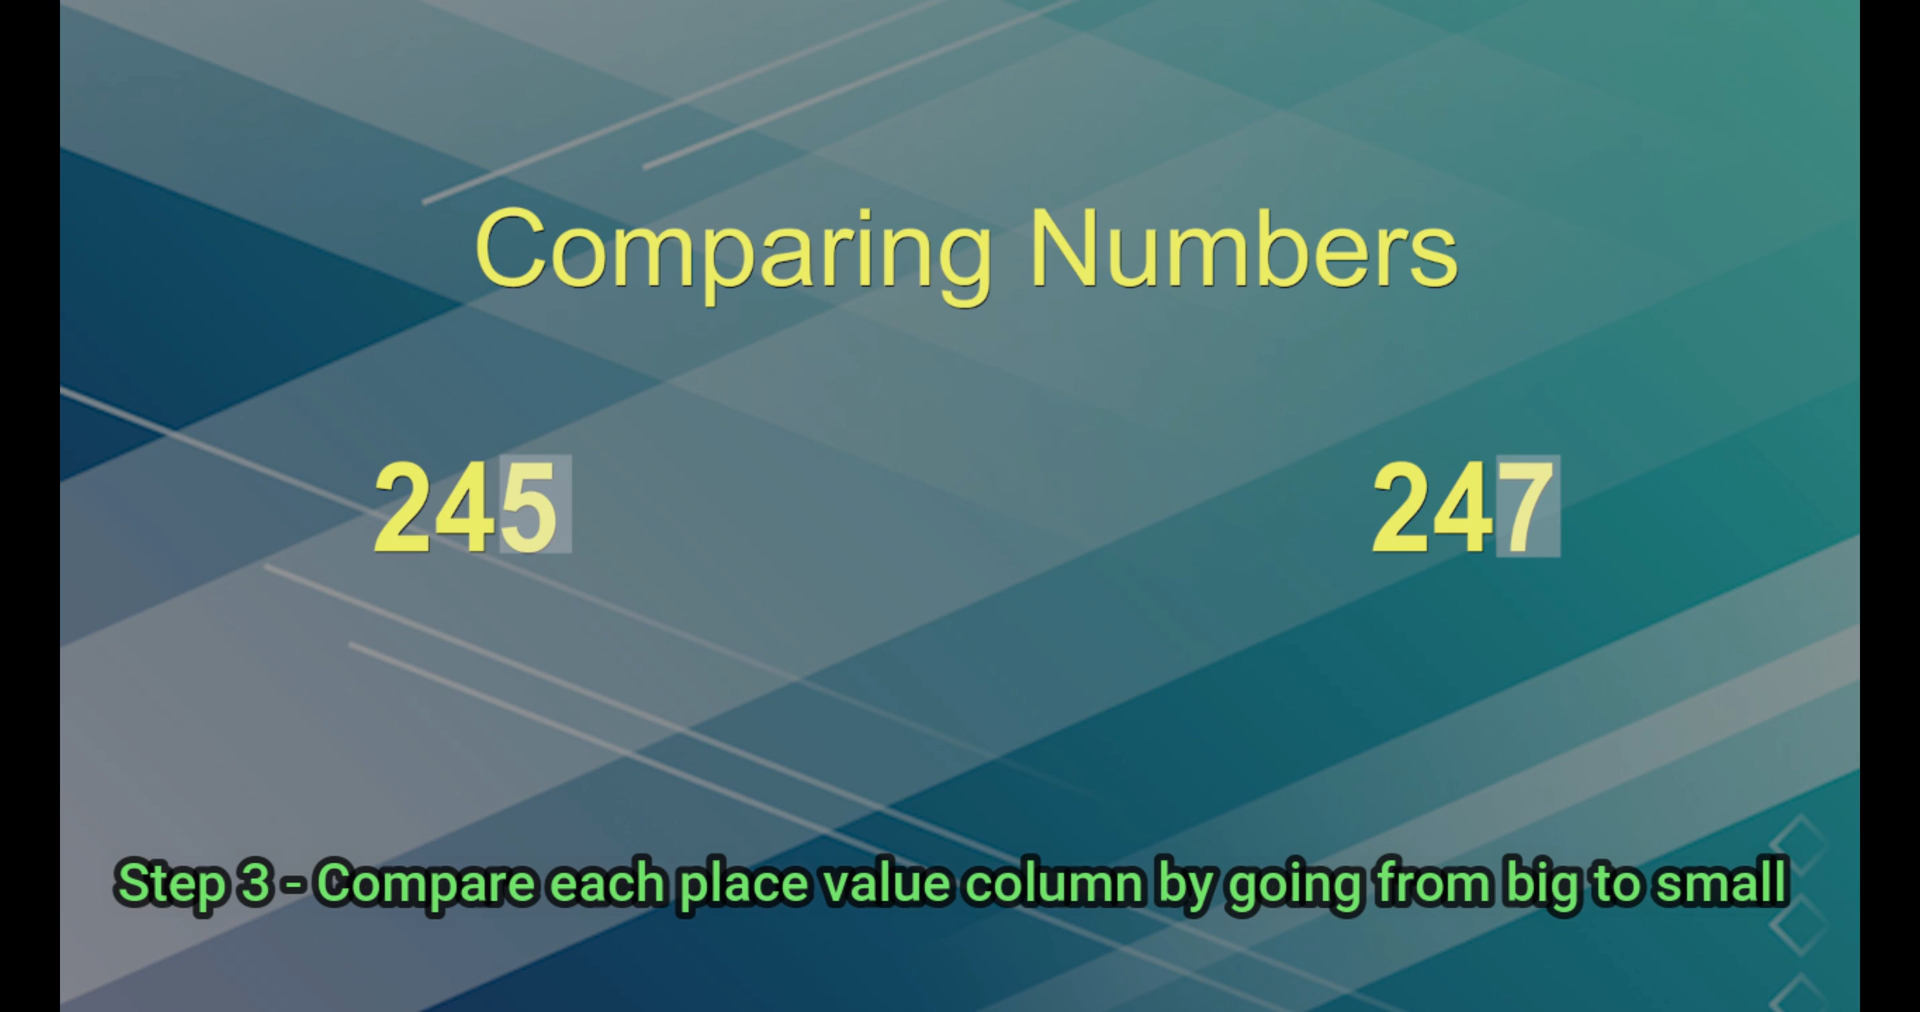 Comparing Numbers
245 247
Step 3 - Compare each place value column by going from big to small